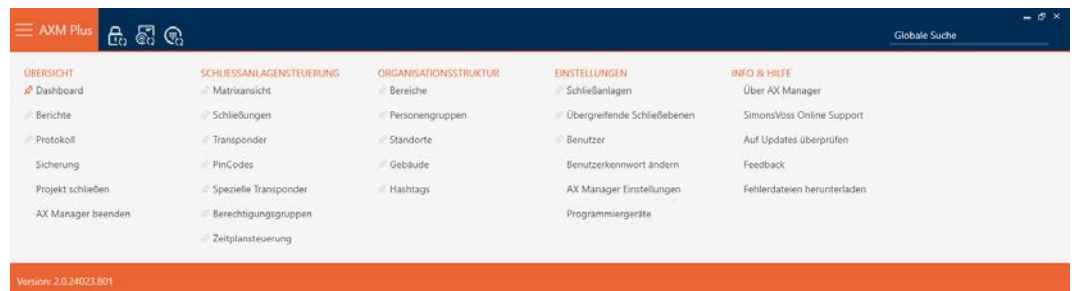 AXM Plus
Globale Suche
ÜBERSICHT
Dashboard
Berichte
Protokoll
Sicherung
Projekt schließen
AX Manager beenden
SCHLIESSANLAGENSTEUERUNG
Matrixansicht
Schließungen
Transponder
PinCodes
Spezielle Transponder
Berechtigungsgruppen
Zeitplansteuerung
ORGANISATIONSSTRUKTUR
Bereiche
Personengruppen
Standorte
Gebäude
Hashtags
EINSTELLUNGEN
Schließanlagen
Übergreifende Schließebenen
Benutzer
Benutzerkennwort ändern
AX Manager Einstellungen
Programmiergeräte
INFO & HILFE
Über AX Manager
SimonsVoss Online Support
Auf Updates überprüfen
Feedback
Fehlerdateien herunterladen
Version: 2.0.24023.801